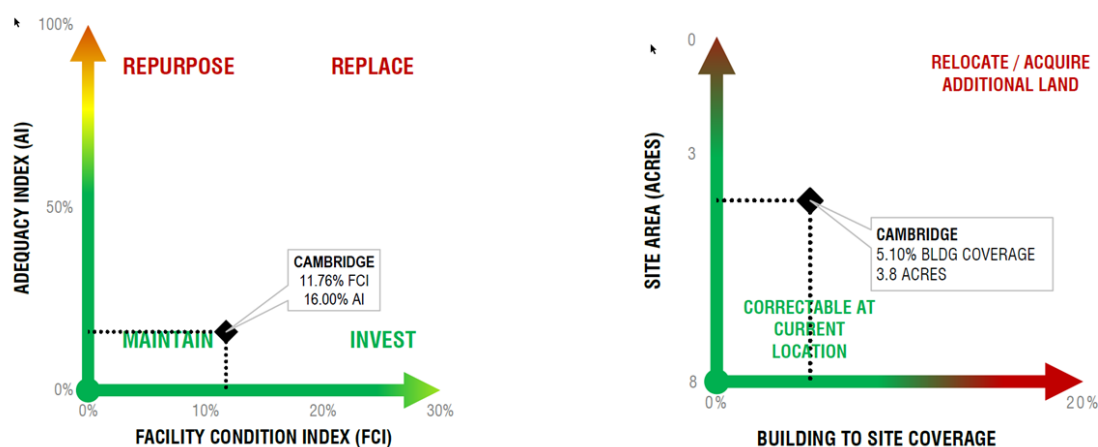 100%
REPURPOSE
REPLACE
ADEQUACY INDEX (AI)
50%
CAMBRIDGE
11.76% FCI
16.00% AI
MAINTAIN
INVEST
0%
0%
10%
20%
30%
FACILITY CONDITION INDEX (FCI)
0
RELOCATE / ACQUIRE
ADDITIONAL LAND
3
SITE AREA (ACRES)
CAMBRIDGE
5.10% BLDG COVERAGE
3.8 ACRES
CORRECTABLE AT
CURRENT
LOCATION
8
0%
20%
BUILDING TO SITE COVERAGE